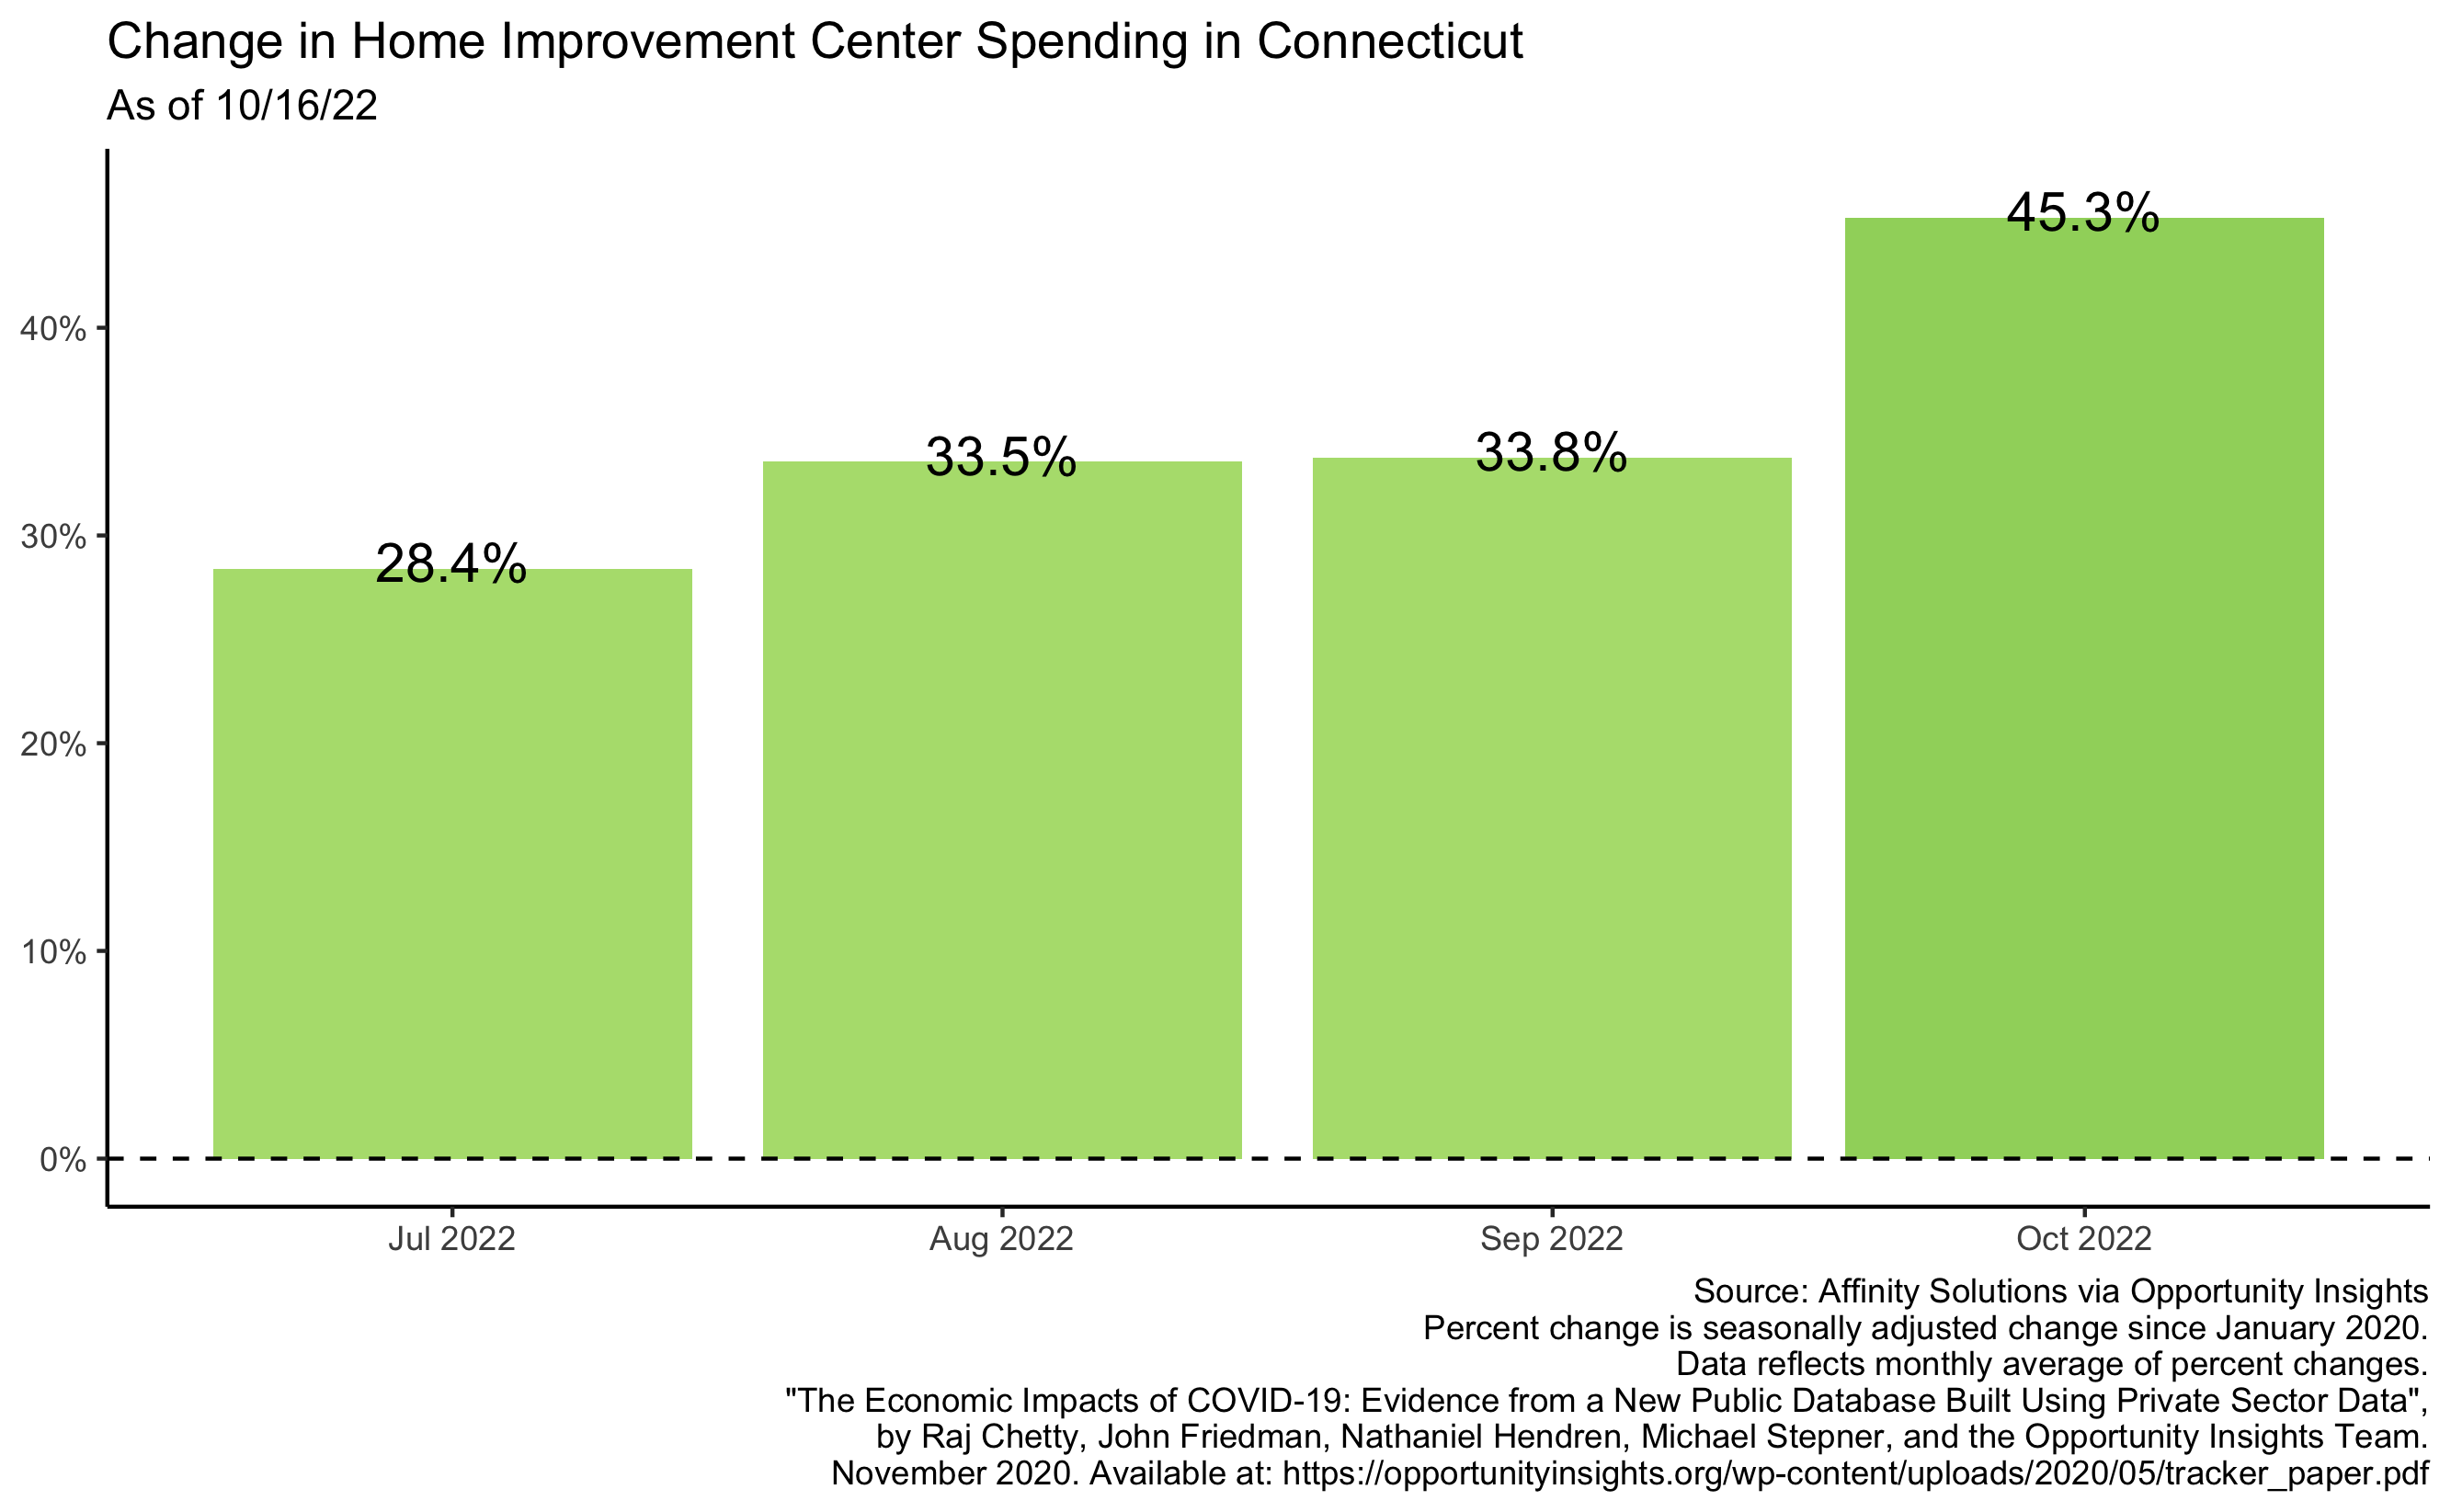 Change in Home Improvement Center Spending in Connecticut
As of 10/16/22
45.3%
40%
33.5%
33.8%
30%
28.4%
20%
10%
0%
Jul 2022
Aug 2022
Sep 2022
Oct 2022
Source: Affinity Solutions via Opportunity Insights
Percent change is seasonally adjusted change since January 2020.
Data reflects monthly average of percent changes.
"The Economic Impacts of COVID-19: Evidence from a New Public Database Built Using Private Sector Data",
by Raj Chetty, John Friedman, Nathaniel Hendren, Michael Stepner, and the Opportunity Insights Team.
November 2020. Available at: https://opportunityinsights.org/wp-content/uploads/2020/05/tracker_paper.pdf